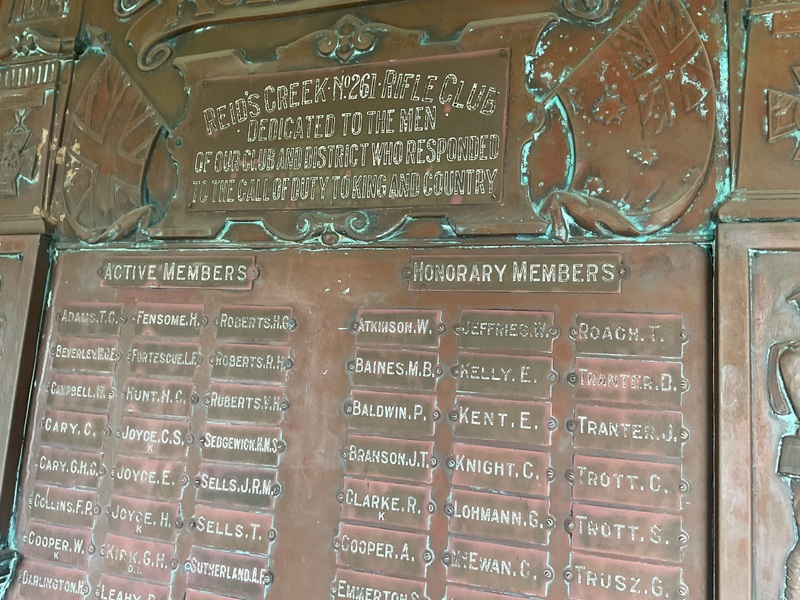 REID'S CREEK · No 261 · RIFLE CLUB
DEDICATED TO THE MEN
OF OUR CLUB AND DISTRICT WHO RESPONDED
TO THE CALL OF DUTY TO KING AND COUNTRY
ACTIVE MEMBERS
ADAMS.T.G.
BEVERLEY.W.G.E.
CAMPBELL.N.
CARY.C.
CARY.G.H.G.
COLLINS.F.R.
COOPER.W.
K
DARLINGTON.H.
FENSOME.H.
FORTESCUE.L.F.
HUNT.H.C.
JOYCE.C.S.
K
JOYCE.E.
JOYCE.H.
K
KIRK.G.H.
LEAHY.
ROBERTS.H.G.
ROBERTS.R.H.
ROBERTS.V.H.
SEDGEWICK.H.M.S
SELLS.J.R.M.
SELLS.T.
SUTHERLAND.A.F.
HONORARY MEMBERS
ATKINSON.W.
BAINES.M.B.
BALDWIN.P.
BRANSON.J.T.
CLARKE.R.
K
COOPER.A.
EMMERTON.S.
JEFFRIES.W.
KELLY.E.
KENT.E.
KNIGHT.C.
LOHMANN.G.
McEWAN.C.
ROACH.T.
TRANTER.D.
TRANTER.J.
TROTT.C.
TROTT.S.
TRUSZ.G.